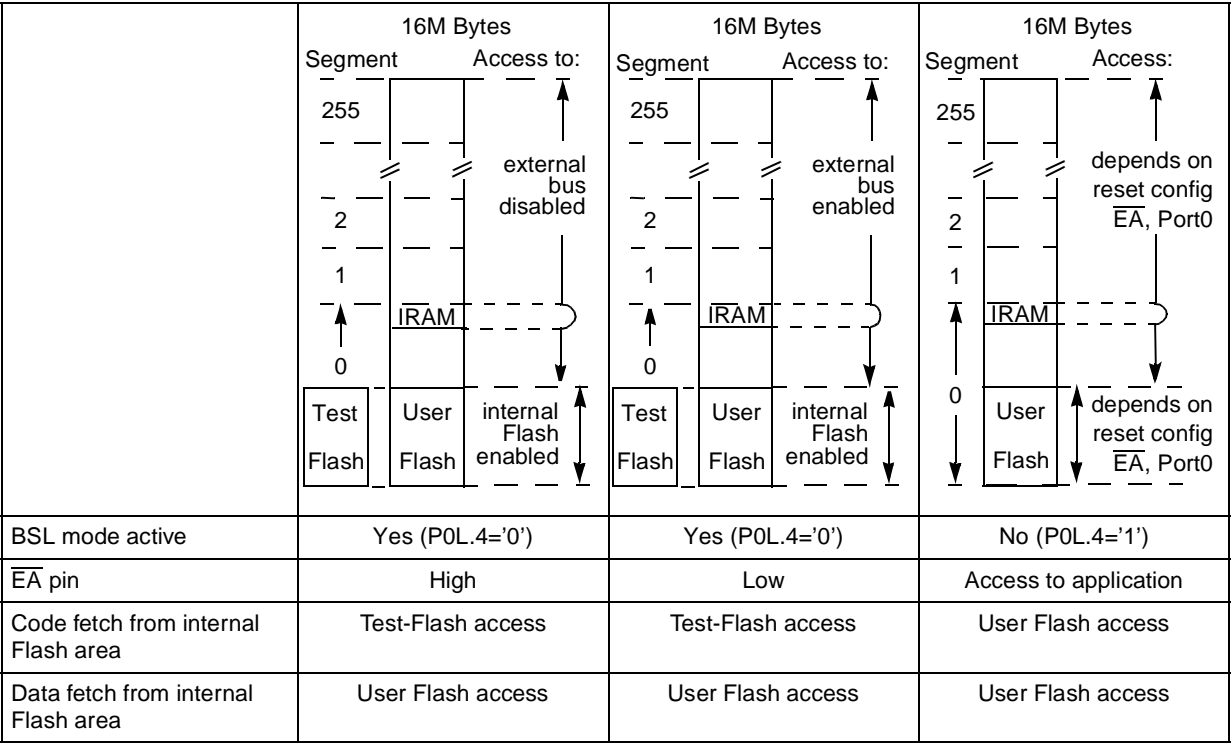 16M Bytes
Segment Access to:
255
external
bus
disabled
2
1
IRAM
0
Test User
Flash Flash
internal
Flash
enabled
16M Bytes
Segment Access to:
255
external
bus
enabled
2
1
IRAM
0
Test User
Flash Flash
internal
Flash
enabled
16M Bytes
Segment Access:
255
depends on
reset config
EA, Port0
2
1
IRAM
0
User
Flash
depends on
reset config
EA, Port0
BSL mode active Yes (P0L.4=’0’) Yes (P0L.4=’0’) No (P0L.4=’1’)
EA pin High Low Access to application
Code fetch from internal
Flash area
Test-Flash access Test-Flash access User Flash access
Data fetch from internal
Flash area
User Flash access User Flash access User Flash access